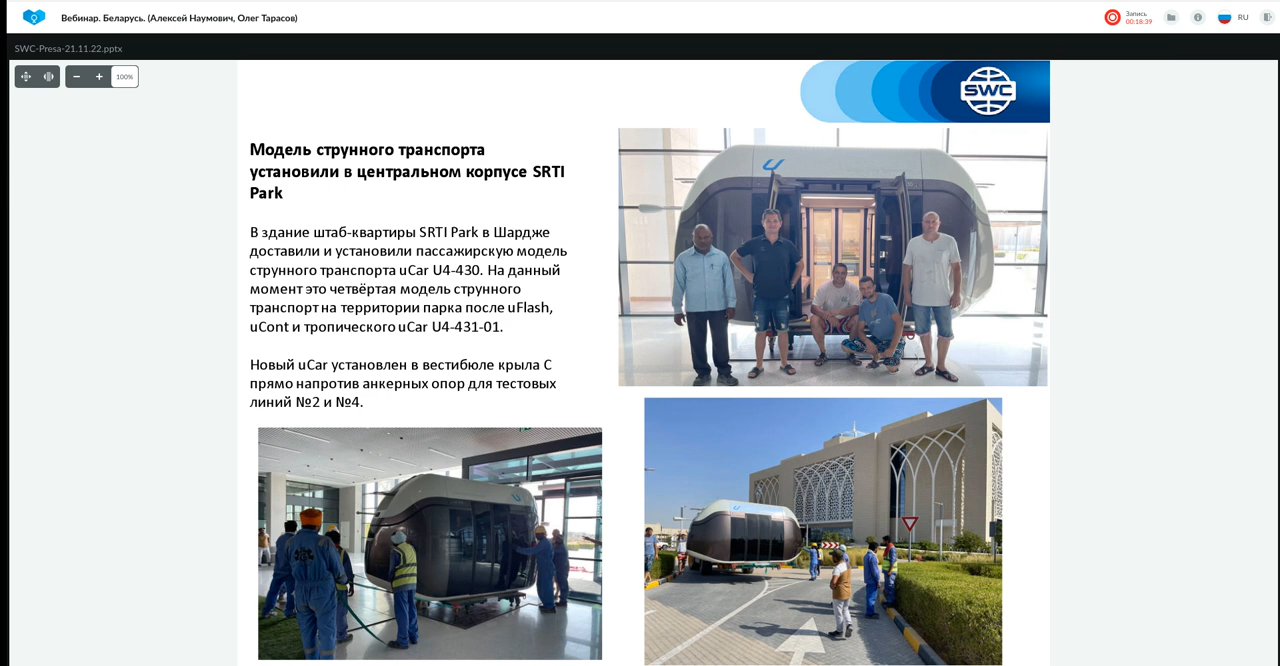 Вебинар. Беларусь. (Алексей Наумович, Олег Тарасов)
Запись
00:18:39
RU
SWC-Presa-21.11.22.pptx
100%
SWC
Модель струнного транспорта
установили в центральном корпусе SRTI
Park
В здание штаб-квартиры SRTI Park в Шардже
доставили и установили пассажирскую модель
струнного транспорта uCar U4-430. На данный
момент это четвёртая модель струнного
транспорт на территории парка после uFlash,
uCont и тропического uCar U4-431-01.
Новый uCar установлен в вестибюле крыла C
прямо напротив анкерных опор для тестовых
линий №2 и №4.